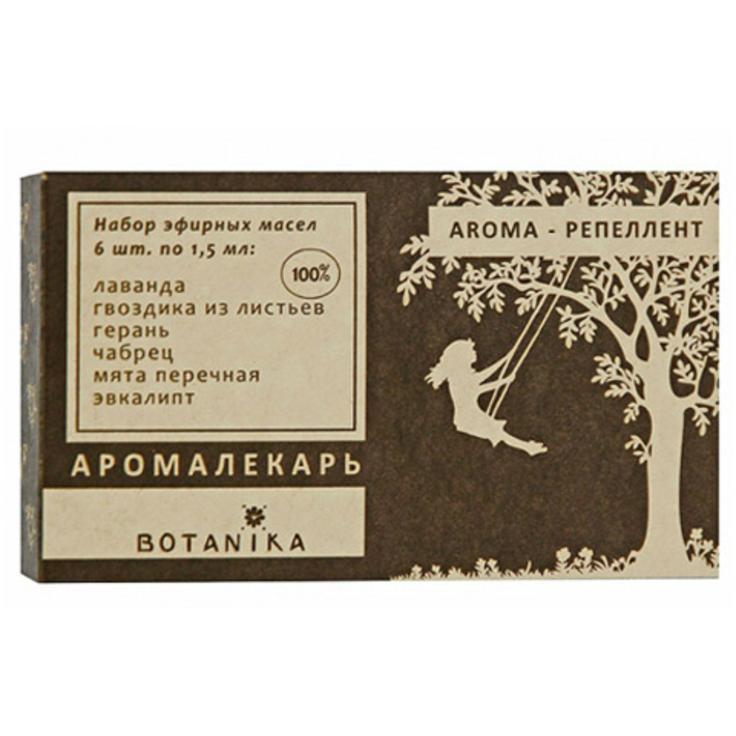 Набор эфирных масел
6 шт. по 1,5 мл:
100%
лаванда
гвоздика из листьев
герань
чабрец
мята перечная
эвкалипт
АРОМАЛЕКАРЬ
BOTANIKA
AROMA - РЕПЕЛЛЕНТ